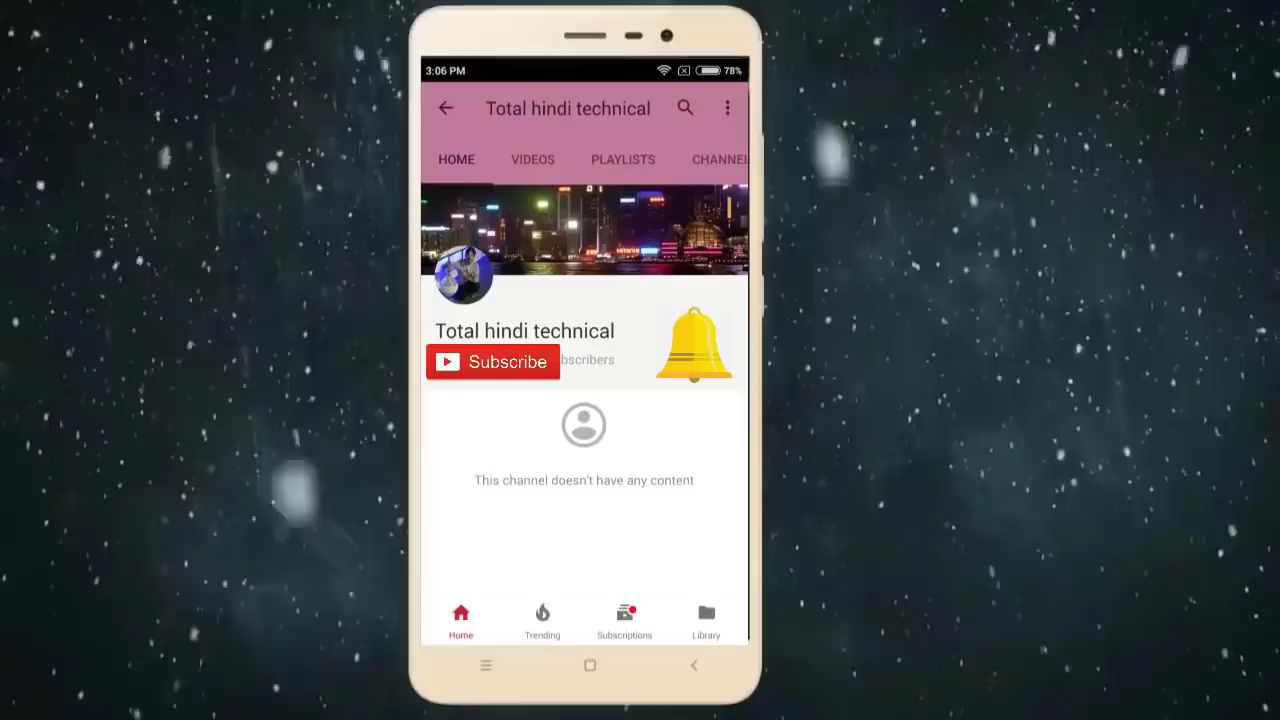 3:06 PM 78%
Total hindi technical
HOME VIDEOS PLAYLISTS CHANNEL
HITACHI
Total hindi technical
Subscribe bscribers
This channel doesn't have any content
Home Trending Subscriptions Library